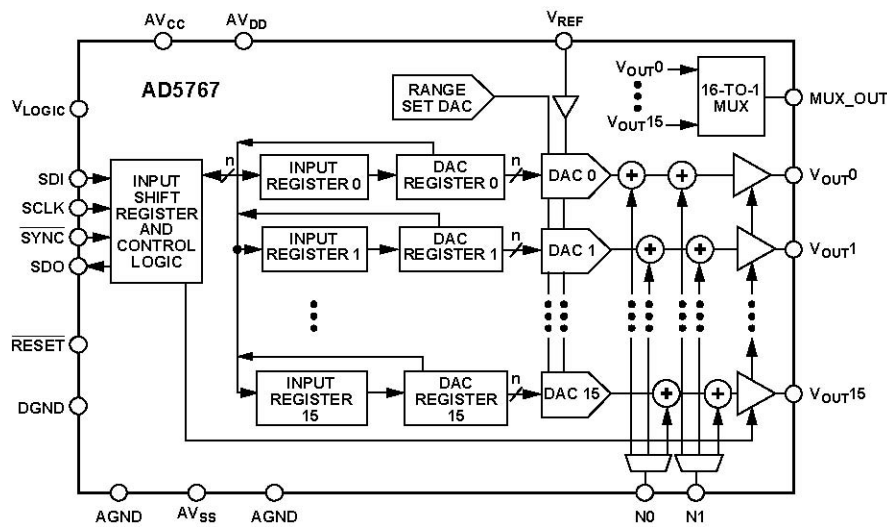 AVCC
AVDD
VREF
AD5767
RANGE
SET DAC
VOUT0
VOUT15
16-TO-1
MUX
MUX_OUT
VLOGIC
SDI
SCLK
SYNC
SDO
INPUT
SHIFT
REGISTER
AND
CONTROL
LOGIC
n
INPUT
REGISTER 0
DAC
REGISTER 0
n
DAC 0
VOUT0
INPUT
REGISTER 1
DAC
REGISTER 1
n
DAC 1
VOUT1
RESET
DGND
INPUT
REGISTER
15
DAC
REGISTER
15
n
DAC 15
VOUT15
AGND
AVSS
AGND
N0
N1